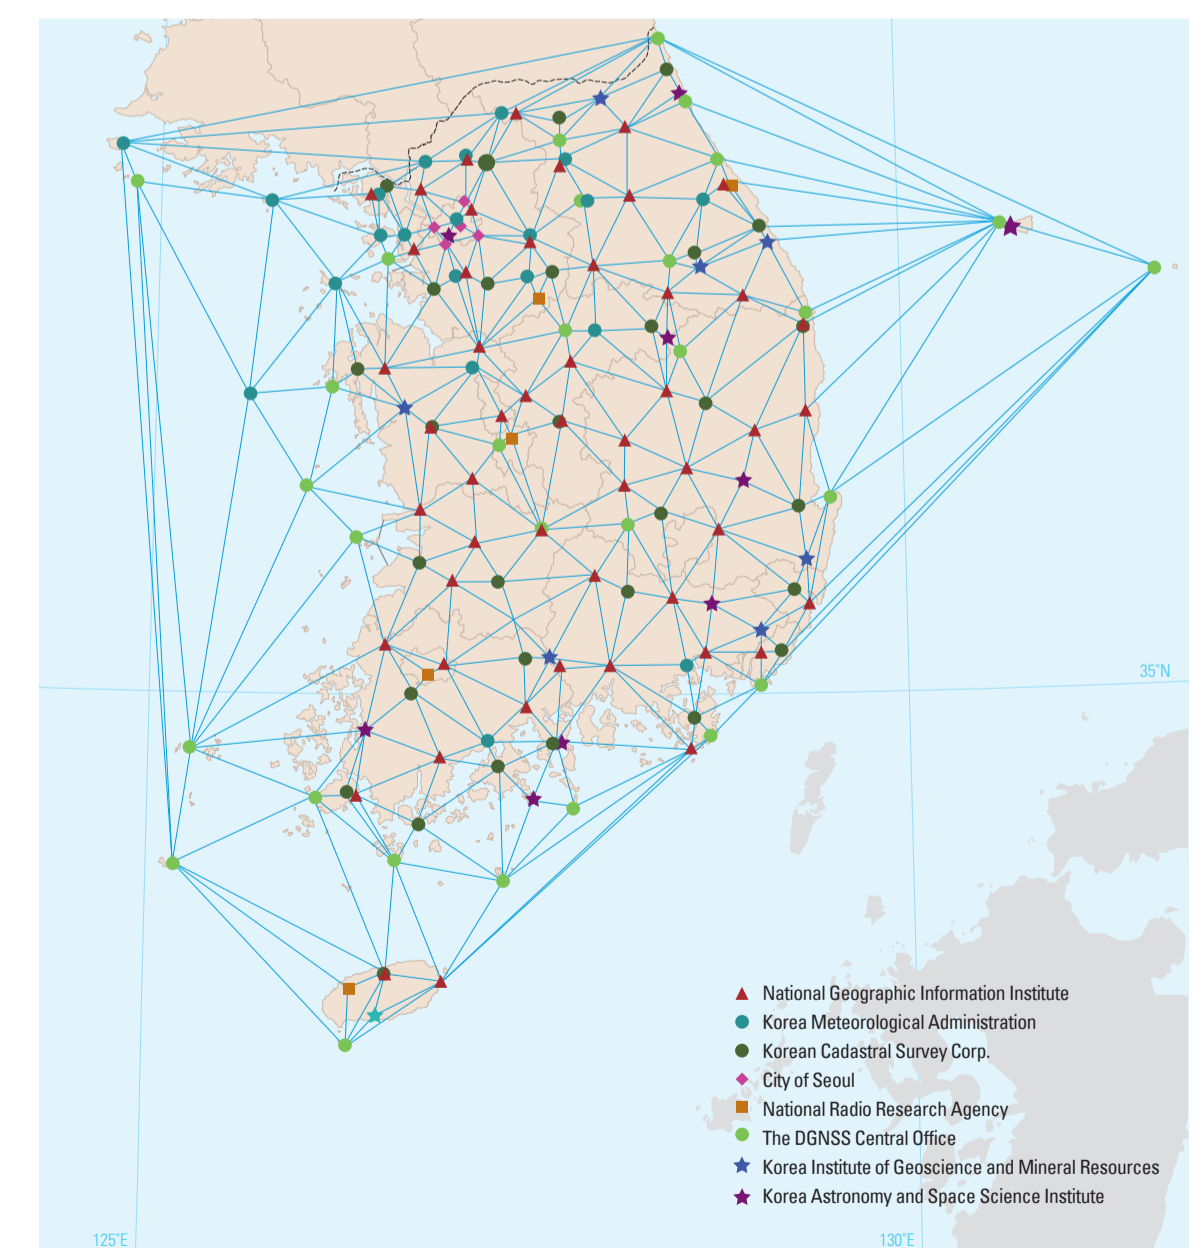 35°N
National Geographic Information Institute
Korea Meteorological Administration
Korean Cadastral Survey Corp.
City of Seoul
National Radio Research Agency
The DGNSS Central Office
Korea Institute of Geoscience and Mineral Resources
Korea Astronomy and Space Science Institute
125°E
130°E